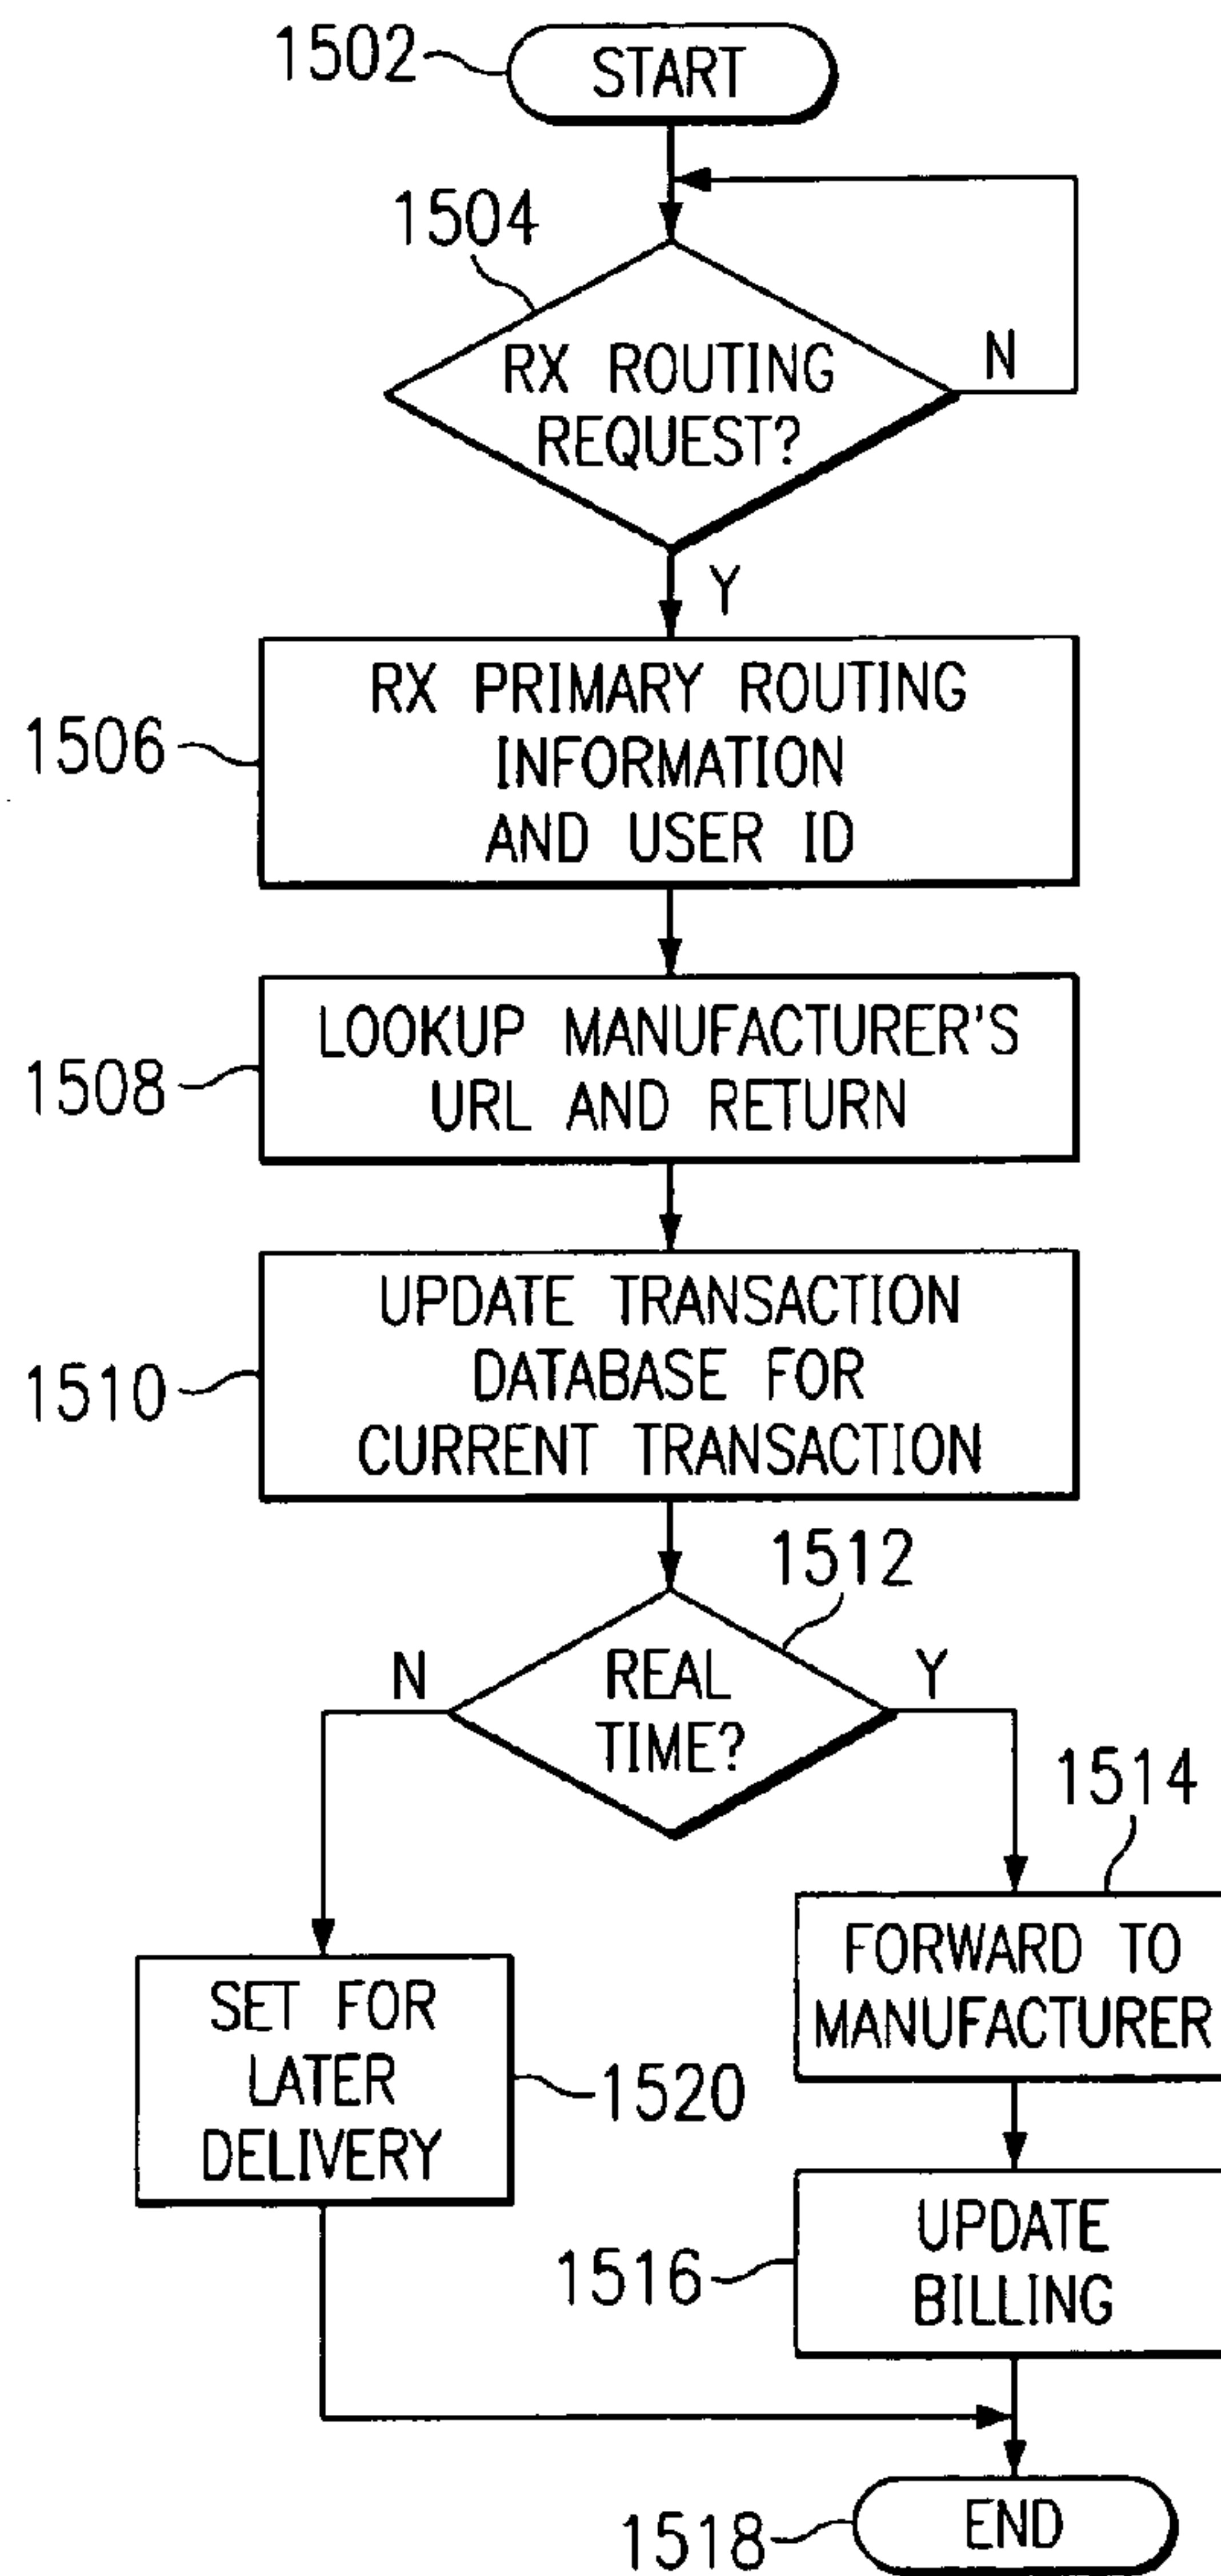 1502
START
1504
RX ROUTING
REQUEST?
N
Y
1506
RX PRIMARY ROUTING
INFORMATION
AND USER ID
1508
LOOKUP MANUFACTURER'S
URL AND RETURN
1510
UPDATE TRANSACTION
DATABASE FOR
CURRENT TRANSACTION
1512
N
REAL
TIME?
Y
1514
FORWARD TO
MANUFACTURER
SET FOR
LATER
DELIVERY
1520
1516
UPDATE
BILLING
1518
END